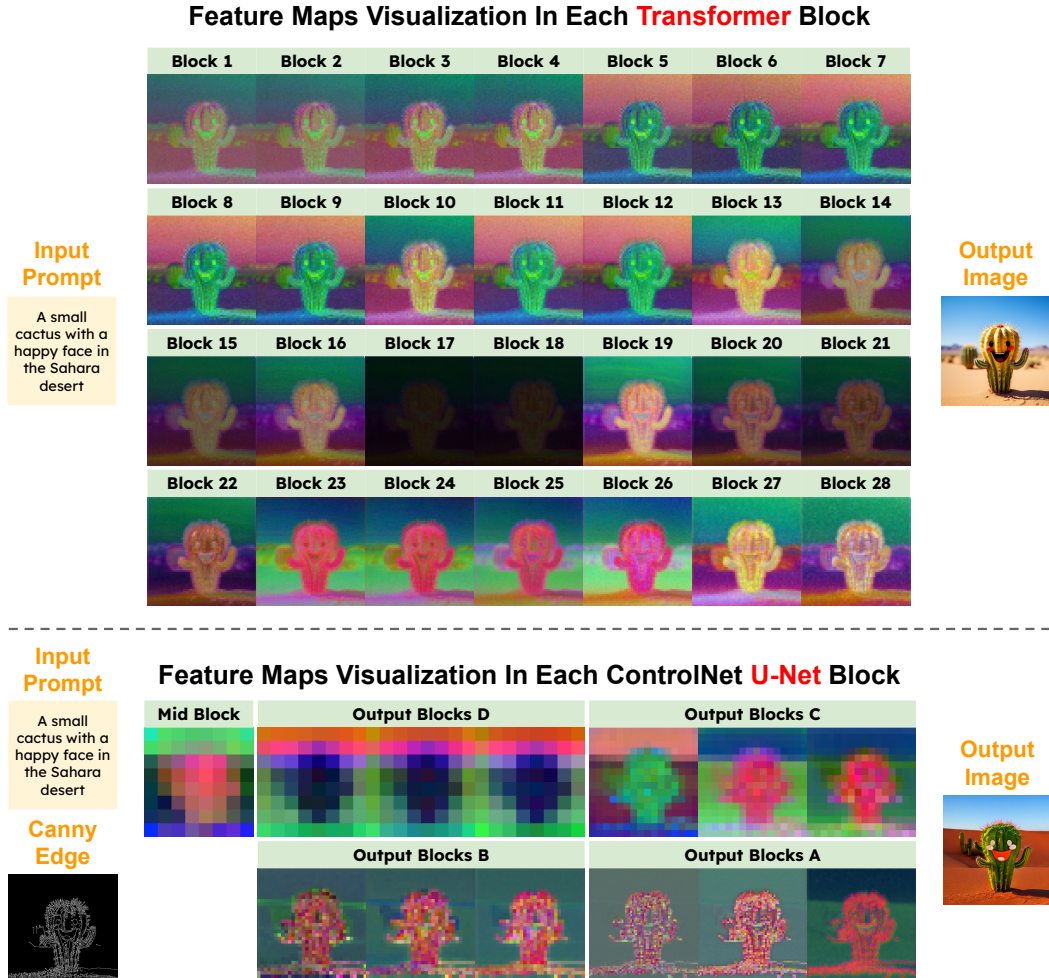 Feature Maps Visualization In Each Transformer Block
Block 1 Block 2 Block 3 Block 4 Block 5 Block 6 Block 7
Block 8 Block 9 Block 10 Block 11 Block 12 Block 13 Block 14
Input
Prompt
A small
cactus with a
happy face in
the Sahara
desert
Output
Image
Block 15 Block 16 Block 17 Block 18 Block 19 Block 20 Block 21
Block 22 Block 23 Block 24 Block 25 Block 26 Block 27 Block 28
Input
Prompt
Feature Maps Visualization In Each ControlNet U-Net Block
A small
cactus with a
happy face in
the Sahara
desert
Mid Block Output Blocks D Output Blocks C
Output
Image
Canny
Edge
Output Blocks B Output Blocks A